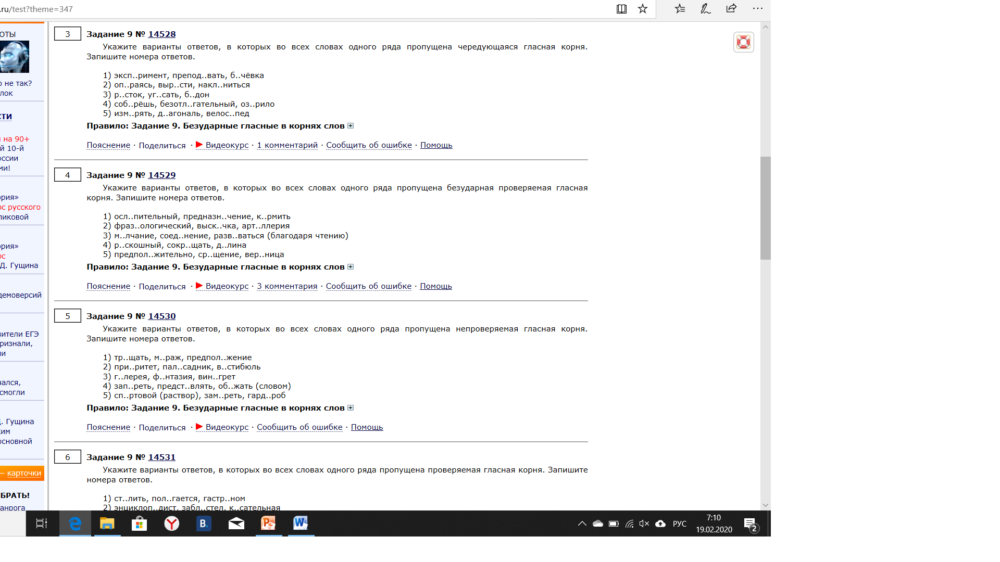 .ru/test?theme=347
ОТЫ
о не так?
лок
СТИ
на 90+
й 10-й
оссии
ми!
ория»
рс русского
ликовой
ория»
рс
Д. Гущина
демоверсий
вители ЕГЭ
ризнали,
ли
чался,
смогли
Д. Гущина
ким
основной
– карточки
БРАТЬ!
анрога
3 Задание 9 № 14528
Укажите варианты ответов, в которых во всех словах одного ряда пропущена чередующаяся гласная корня.
Запишите номера ответов.
1) эксп..римент, препод..вать, б..чёвка
2) оп..раясь, выр..сти, накл..ниться
3) р..сток, уг..сать, б..дон
4) соб..рёшь, безотл..гательный, оз..рило
5) изм..рять, д..агональ, велос..пед
Правило: Задание 9. Безударные гласные в корнях слов
Пояснение · Поделиться · Видеокурс · 1 комментарий · Сообщить об ошибке · Помощь
4 Задание 9 № 14529
Укажите варианты ответов, в которых во всех словах одного ряда пропущена безударная проверяемая гласная
корня. Запишите номера ответов.
1) осл..пительный, предназн..чение, к..рмить
2) фраз..ологический, выск..чка, арт..ллерия
3) м..лчание, соед..нение, разв..ваться (благодаря чтению)
4) р..скошный, сокр..щать, д..лина
5) предпол..жительно, ср..щение, вер..ница
Правило: Задание 9. Безударные гласные в корнях слов
Пояснение · Поделиться · Видеокурс · 3 комментария · Сообщить об ошибке · Помощь
5 Задание 9 № 14530
Укажите варианты ответов, в которых во всех словах одного ряда пропущена непроверяемая гласная корня.
Запишите номера ответов.
1) тр..щать, м..раж, предпол..жение
2) при..ритет, пал..садник, в..стибюль
3) г..лерея, ф..нтазия, вин..грет
4) зап..реть, предст..влять, об..жать (словом)
5) сп..ртовой (раствор), зам..реть, гард..роб
Правило: Задание 9. Безударные гласные в корнях слов
Пояснение · Поделиться · Видеокурс · Сообщить об ошибке · Помощь
6 Задание 9 № 14531
Укажите варианты ответов, в которых во всех словах одного ряда пропущена проверяемая гласная корня. Запишите
номера ответов.
1) ст..лить, пол..гается, гастр..ном
2) энциклоп..дист, забл..стел, к..сательная
B.
РУС
7:10
19.02.2020
2